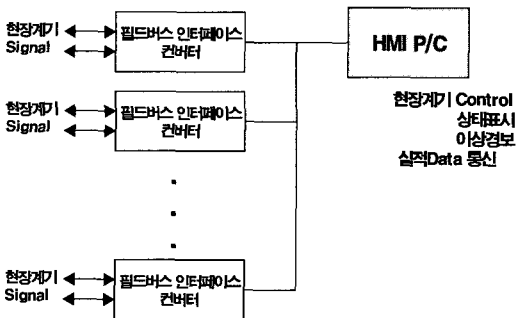 현장계기
Signal
필드버스 인터페이스
컨버터
HMI P/C
현장계기
Signal
필드버스 인터페이스
컨버터
현장계기 Control
상태표시
이상경보
실적Data 통신
현장계기
Signal
필드버스 인터페이스
컨버터